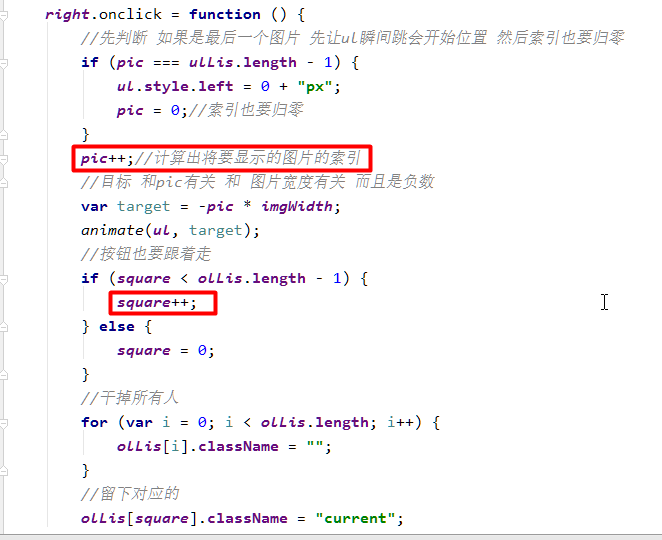 right.onclick = function () {
//先判断 如果是最后一个图片 先让ul瞬间跳会开始位置 然后索引也要归零
if (pic === ulLis.length - 1) {
ul.style.left = 0 + "px";
pic = 0;//索引也要归零
}
pic++;//计算出将要显示的图片的索引
//目标 和pic有关 和 图片宽度有关 而且是负数
var target = -pic * imgWidth;
animate(ul, target);
//按钮也要跟着走
if (square < olLis.length - 1) {
square++;
} else {
square = 0;
}
//干掉所有人
for (var i = 0; i < olLis.length; i++) {
olLis[i].className = "";
}
//留下对应的
olLis[square].className = "current";